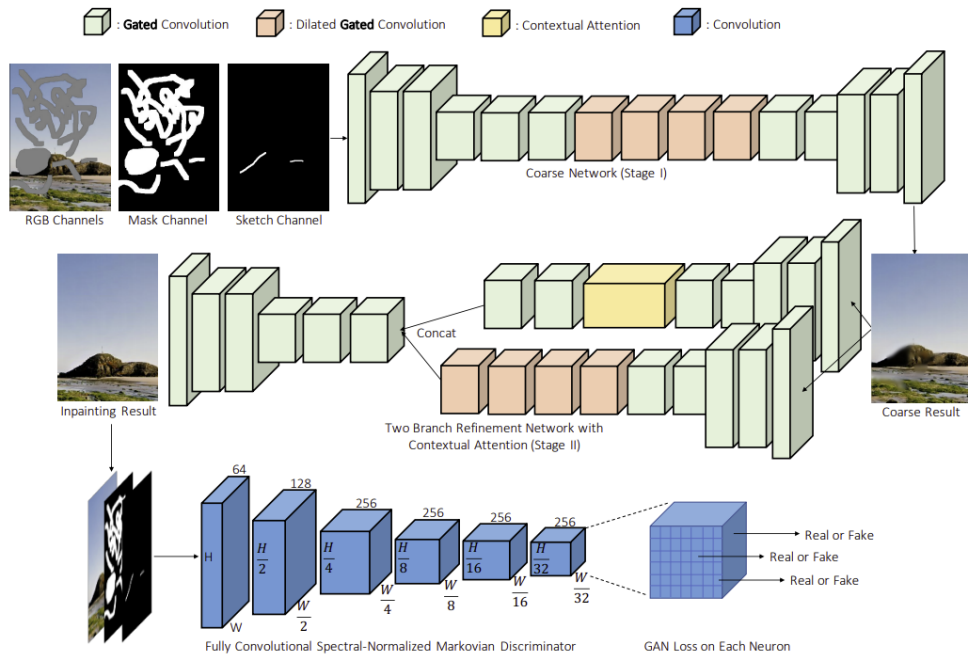 : Gated Convolution
: Dilated Gated Convolution
: Contextual Attention
: Convolution
RGB Channels
Mask Channel
Sketch Channel
Coarse Network (Stage I)
Concat
Inpainting Result
Coarse Result
Two Branch Refinement Network with
Contextual Attention (Stage II)
64
128
256
256
256
256
H
H/2
H/4
H/8
H/16
H/32
W
W/2
W/4
W/8
W/16
W/32
Real or Fake
Real or Fake
Real or Fake
Fully Convolutional Spectral-Normalized Markovian Discriminator
GAN Loss on Each Neuron